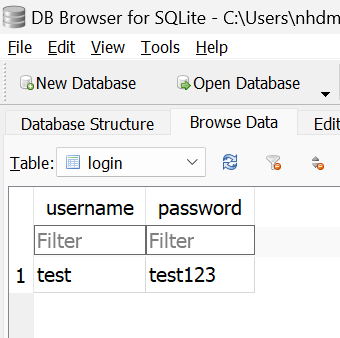 DB Browser for SQLite - C:\Users\nhdm
File Edit View Tools Help
New Database Open Database
Database Structure Browse Data Edit
Table: login
username password
Filter Filter
1 test test123